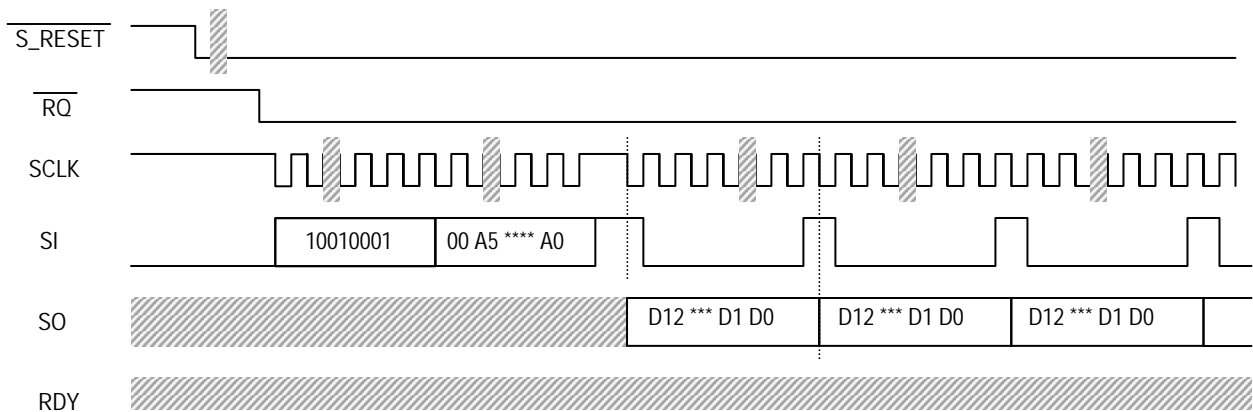 S_RESET
RQ
SCLK
SI 10010001 00 A5 **** A0
SO D12 *** D1 D0 D12 *** D1 D0 D12 *** D1 D0
RDY